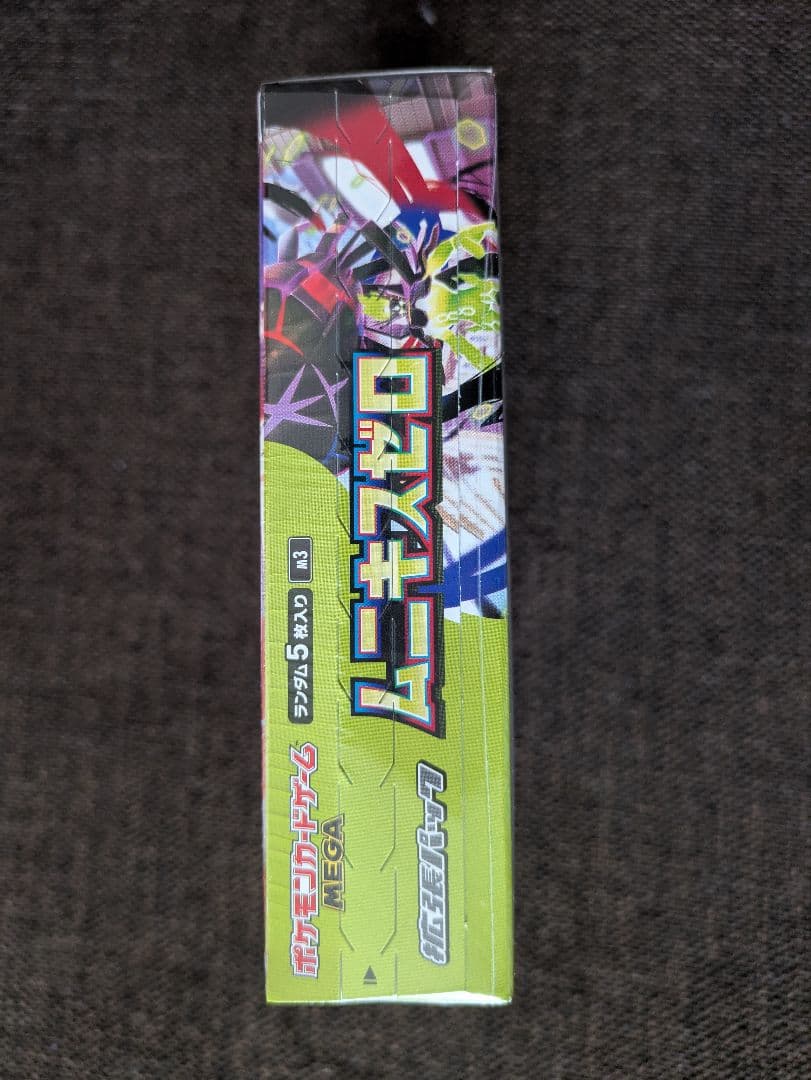 ポケモンカードゲーム
MEGA
ランダム5枚入り
M3
ムニキスゼロ
拡張パック